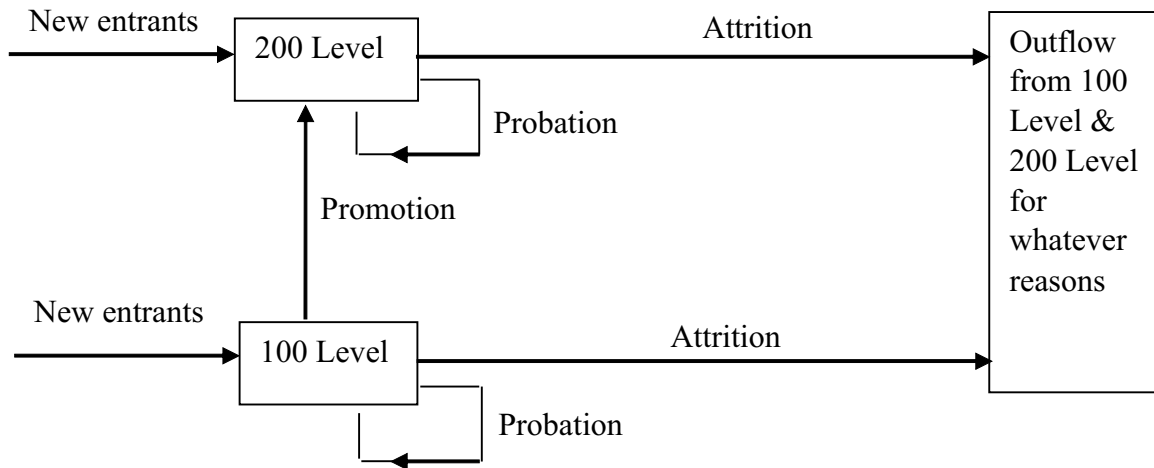 New entrants
200 Level
Attrition
Probation
Promotion
Outflow
from 100
Level &
200 Level
for
whatever
reasons
New entrants
100 Level
Attrition
Probation